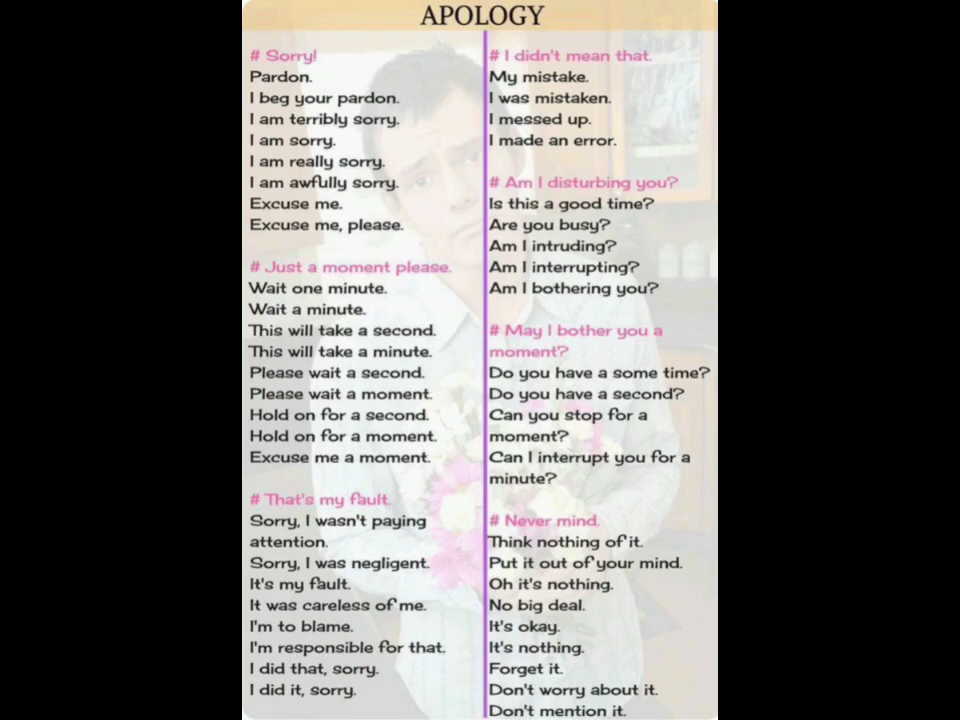 APOLOGY
# Sorry!
Pardon.
I beg your pardon.
I am terribly sorry.
I am sorry.
I am really sorry.
I am awfully sorry.
Excuse me.
Excuse me, please.
# Just a moment please.
Wait one minute.
Wait a minute.
This will take a second.
This will take a minute.
Please wait a second.
Please wait a moment.
Hold on for a second.
Hold on for a moment.
Excuse me a moment.
# That's my fault.
Sorry, I wasn't paying
attention.
Sorry, I was negligent.
It's my fault.
It was careless of me.
I'm to blame.
I'm responsible for that.
I did that, sorry.
I did it, sorry.
# I didn't mean that.
My mistake.
I was mistaken.
I messed up.
I made an error.
# Am I disturbing you?
Is this a good time?
Are you busy?
Am I intruding?
Am I interrupting?
Am I bothering you?
# May I bother you a
moment?
Do you have a some time?
Do you have a second?
Can you stop for a
moment?
Can I interrupt you for a
minute?
# Never mind.
Think nothing of it.
Put it out of your mind.
Oh it's nothing.
No big deal.
It's okay.
It's nothing.
Forget it.
Don't worry about it.
Don't mention it.